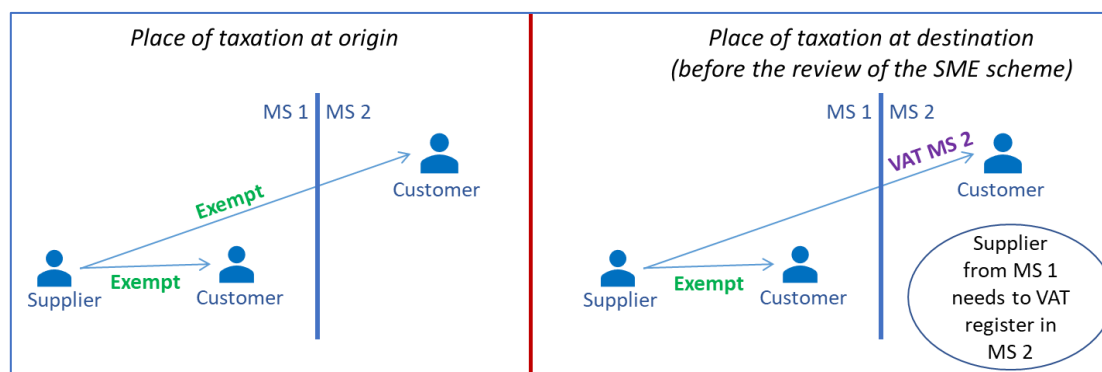 Place of taxation at origin
MS 1
MS 2
Customer
Exempt
Supplier
Exempt
Customer
Place of taxation at destination
(before the review of the SME scheme)
MS 1
MS 2
VAT MS 2
Customer
Supplier
Exempt
Customer
Supplier
from MS 1
needs to VAT
register in
MS 2